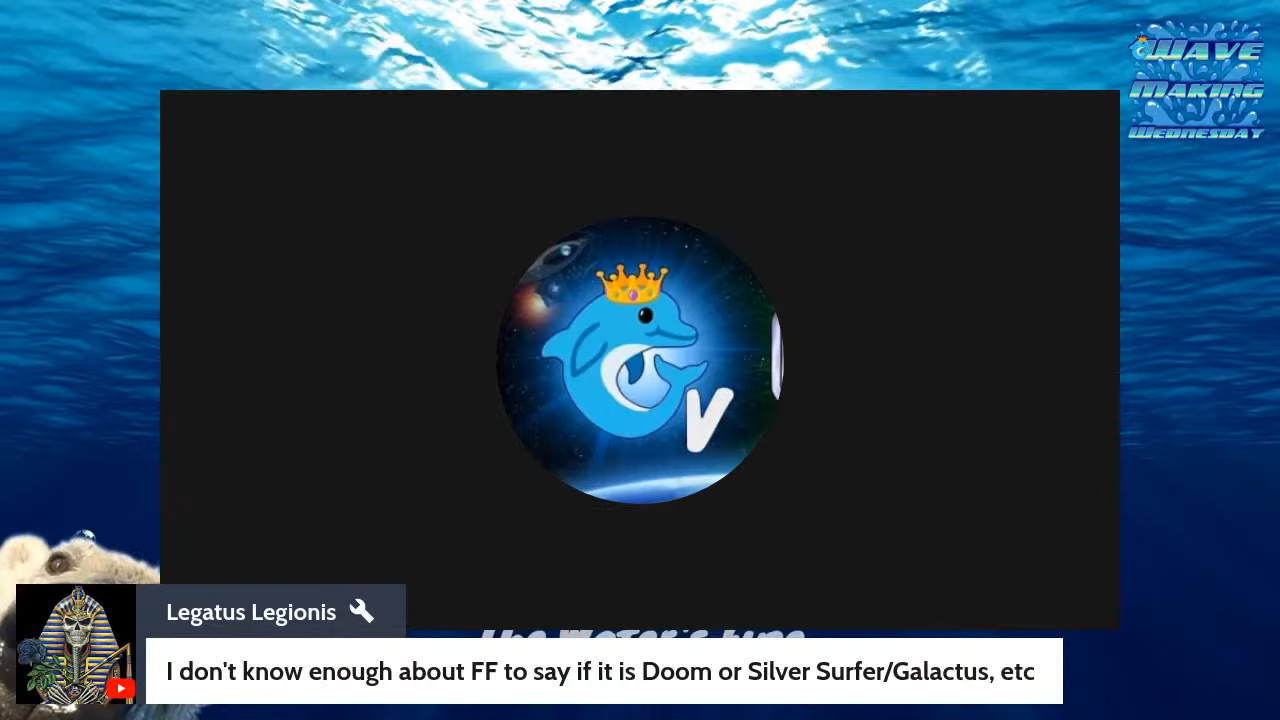 WAVE
MAKING
WEDNESDAY
V
Legatus Legionis
I don't know enough about FF to say if it is Doom or Silver Surfer/Galactus, etc